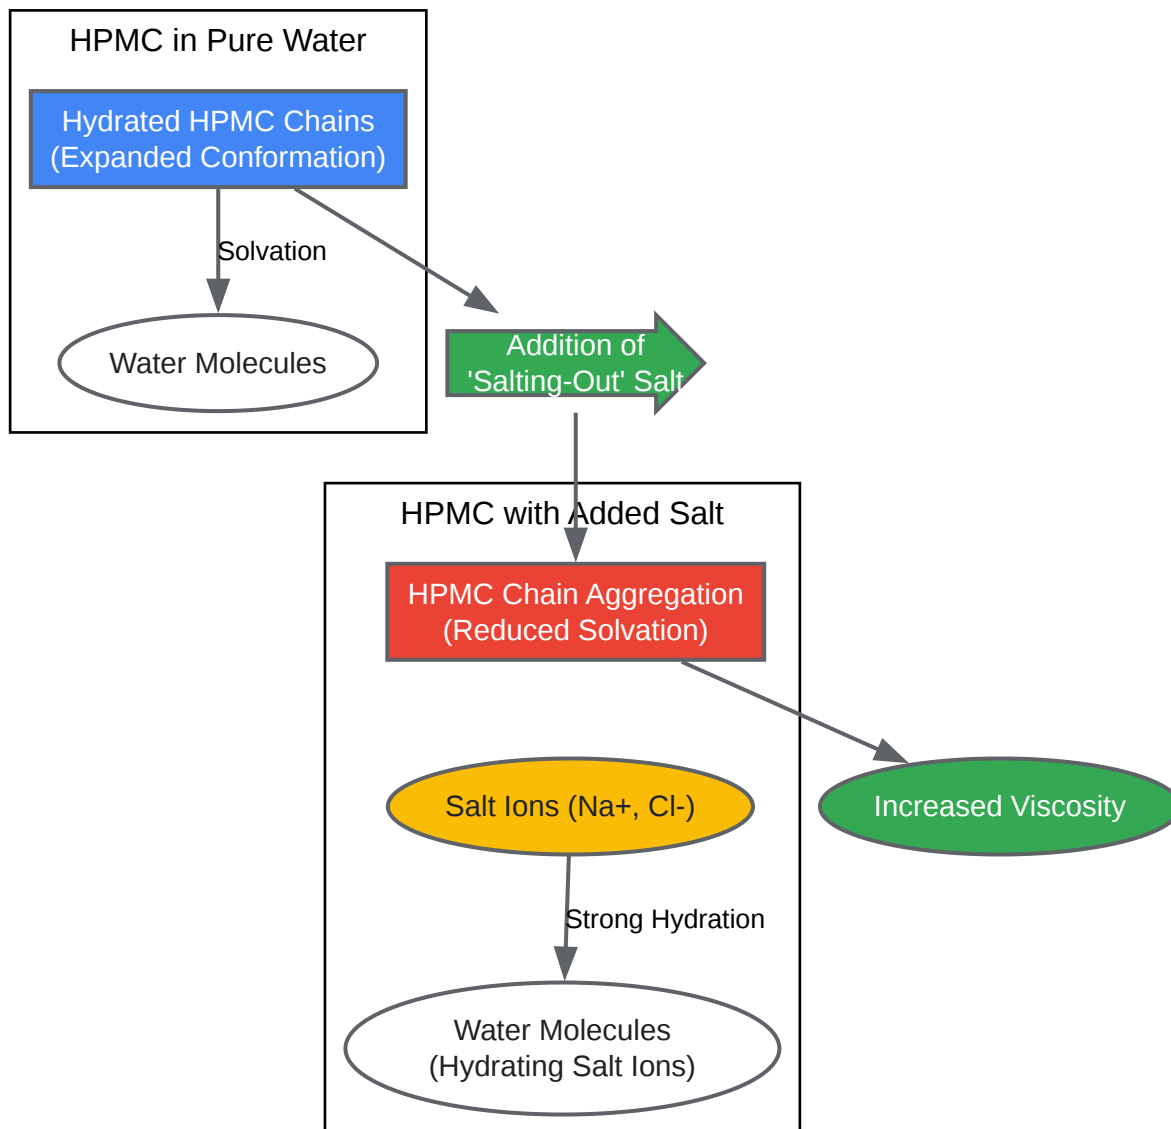 HPMC in Pure Water
Hydrated HPMC Chains
(Expanded Conformation)
Solvation
Water Molecules
Addition of
'Salting-Out' Salt
HPMC with Added Salt
HPMC Chain Aggregation
(Reduced Solvation)
Salt Ions (Na+, Cl-)
Increased Viscosity
Strong Hydration
Water Molecules
(Hydrating Salt Ions)